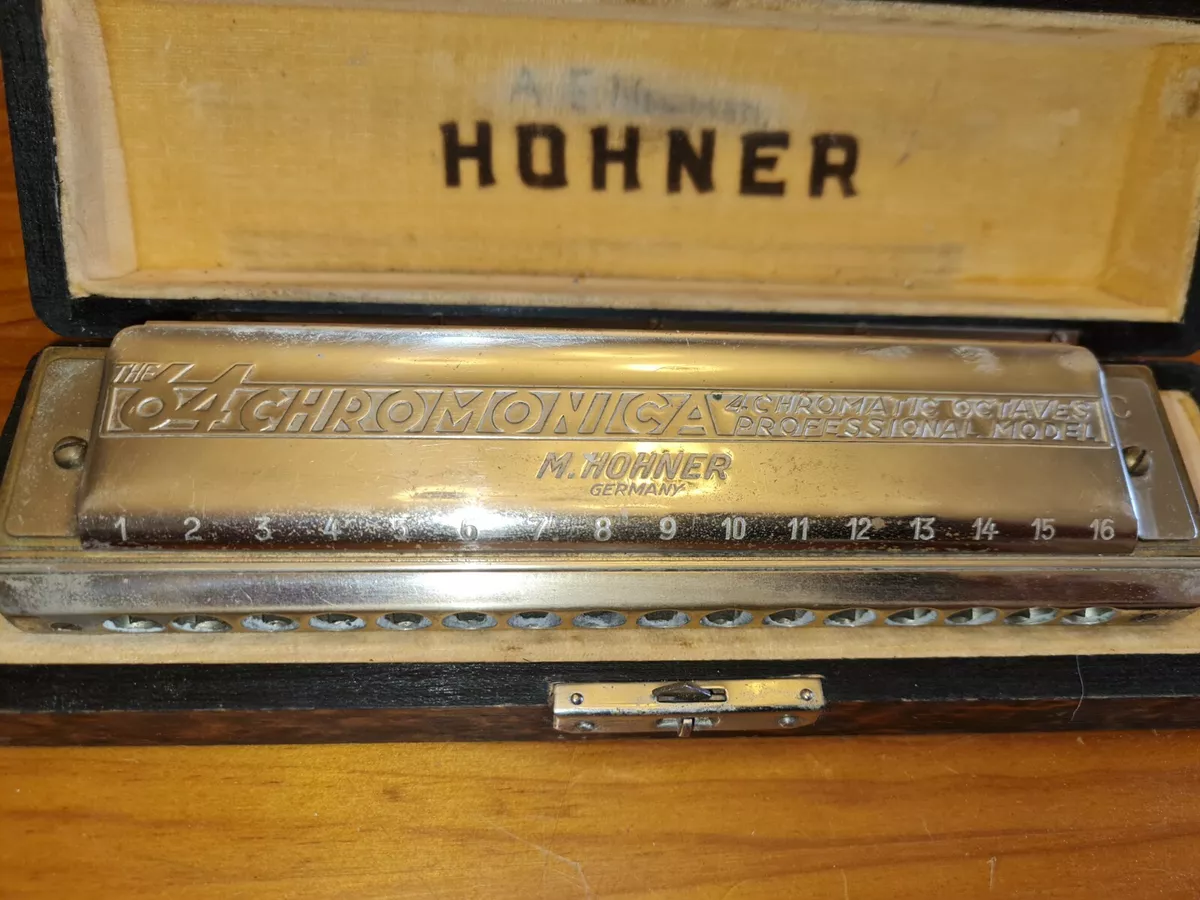 A.E.
HOHNER
THE
64 CHROMONICA
4 CHROMATIC OCTAVES
PROFESSIONAL MODEL
C
M. HOHNER
GERMANY
1 2 3 4 5 6 7 8 9 10 11 12 13 14 15 16